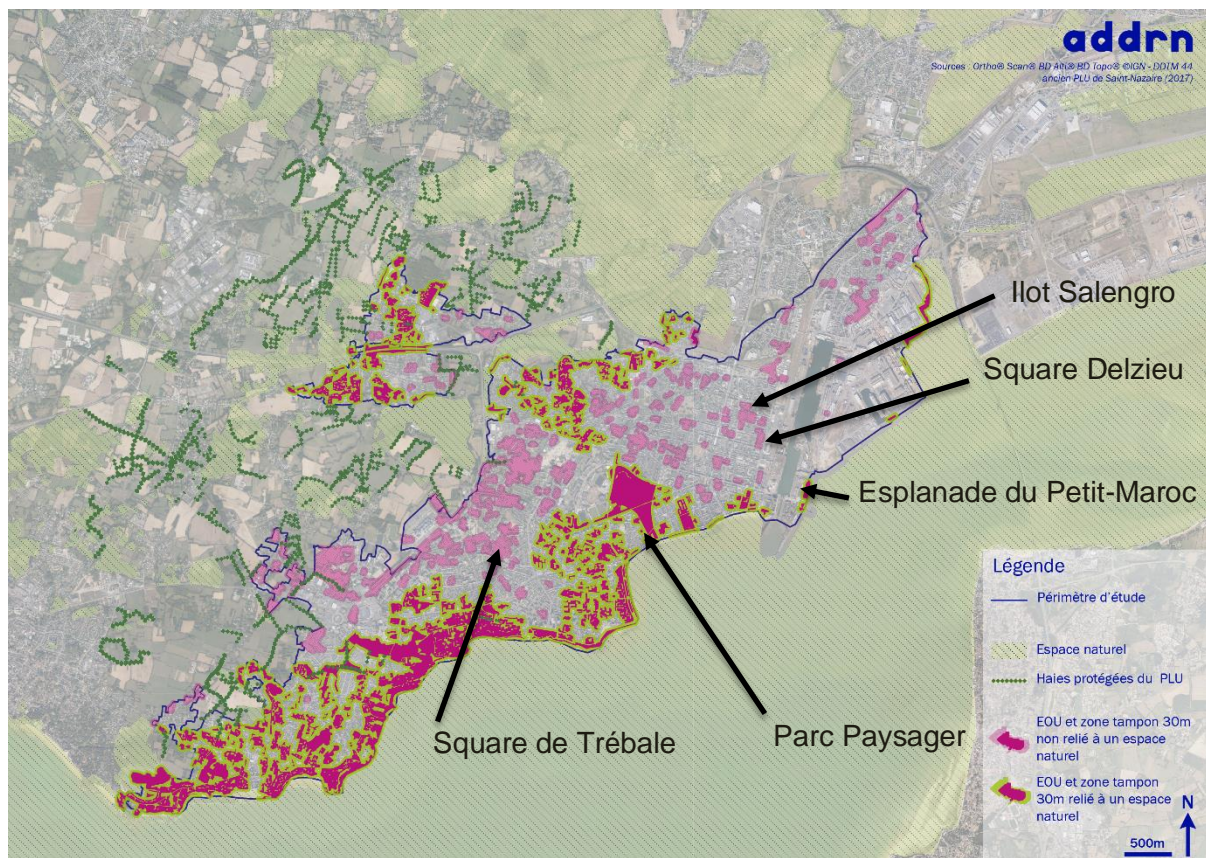 addrn
Sources : Ortho® Scan® BD Alti® BD Topo® ©IGN - DDTM 44
ancien PLU de Saint-Nazaire (2017)
Ilot Salengro
Square Delzieu
Esplanade du Petit-Maroc
Square de Trébale
Parc Paysager
Légende
Périmètre d'étude
Espace naturel
Haies protégées du PLU
EOU et zone tampon 30m
non relié à un espace
naturel
EOU et zone tampon
30m relié à un espace
naturel
N
500m